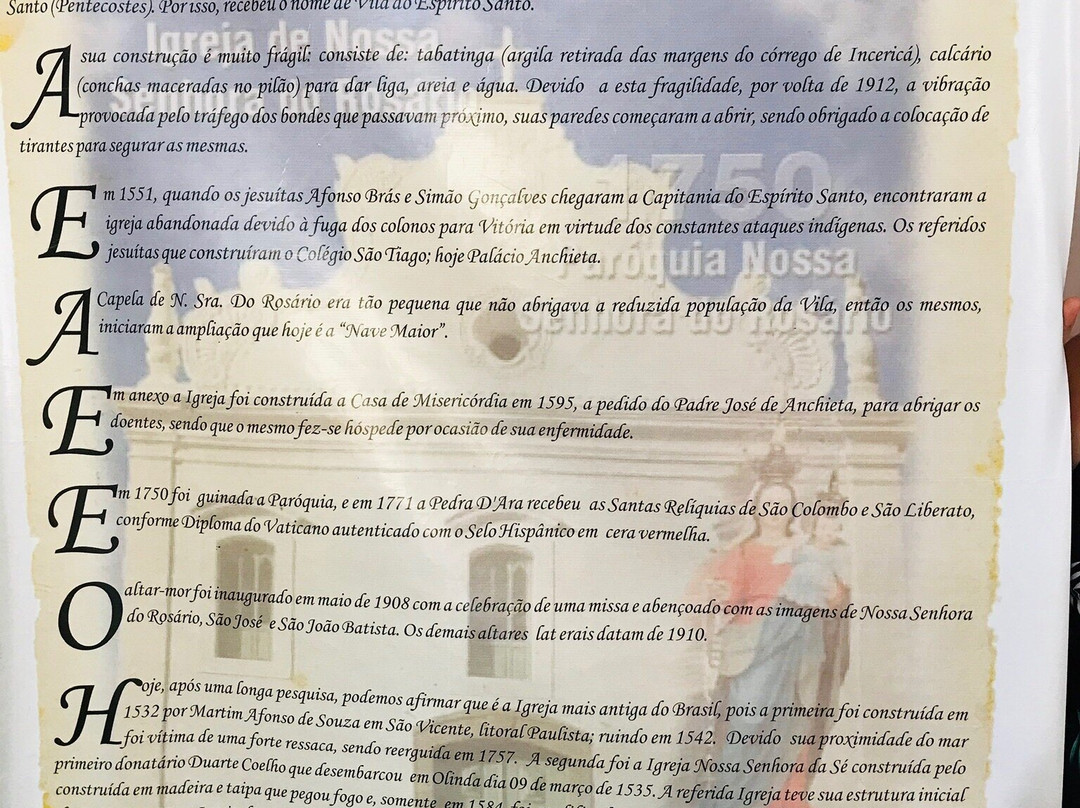 Santo (Pentecostes). Por isso, recebeu o nome de Vila do Espírito Santo.
Igreja de Nossa
Senhora do Rosário
A sua construção é muito frágil: consiste de: tabatinga (argila retirada das margens do córrego de Incericá), calcário
(conchas maceradas no pilão) para dar liga, areia e água. Devido a esta fragilidade, por volta de 1912, a vibração
provocada pelo tráfego dos bondes que passavam próximo, suas paredes começaram a abrir, sendo obrigado a colocação de
tirantes para segurar as mesmas.
1750
Em 1551, quando os jesuítas Afonso Brás e Simão Gonçalves chegaram a Capitania do Espírito Santo, encontraram a
igreja abandonada devido à fuga dos colonos para Vitória em virtude dos constantes ataques indígenas. Os referidos
jesuítas que construíram o Colégio São Tiago; hoje Palácio Anchieta.
Paróquia Nossa
Senhora do Rosário
A Capela de N. Sra. Do Rosário era tão pequena que não abrigava a reduzida população da Vila, então os mesmos,
iniciaram a ampliação que hoje é a “Nave Maior”.
Em anexo a Igreja foi construída a Casa de Misericórdia em 1595, a pedido do Padre José de Anchieta, para abrigar os
doentes, sendo que o mesmo fez-se hóspede por ocasião de sua enfermidade.
Em 1750 foi guinada a Paróquia, e em 1771 a Pedra D'Ara recebeu as Santas Relíquias de São Colombo e São Liberato,
conforme Diploma do Vaticano autenticado com o Selo Hispânico em cera vermelha.
O altar-mor foi inaugurado em maio de 1908 com a celebração de uma missa e abençoado com as imagens de Nossa Senhora
do Rosário, São José e São João Batista. Os demais altares lat erais datam de 1910.
Hoje, após uma longa pesquisa, podemos afirmar que é a Igreja mais antiga do Brasil, pois a primeira foi construída em
1532 por Martim Afonso de Souza em São Vicente, litoral Paulista; ruindo em 1542. Devido sua proximidade do mar
foi vítima de uma forte ressaca, sendo reerguida em 1757. A segunda foi a Igreja Nossa Senhora da Sé construída pelo
primeiro donatário Duarte Coelho que desembarcou em Olinda dia 09 de março de 1535. A referida Igreja teve sua estrutura inicial
construída em madeira e taipa que pegou fogo e, somente em 1584